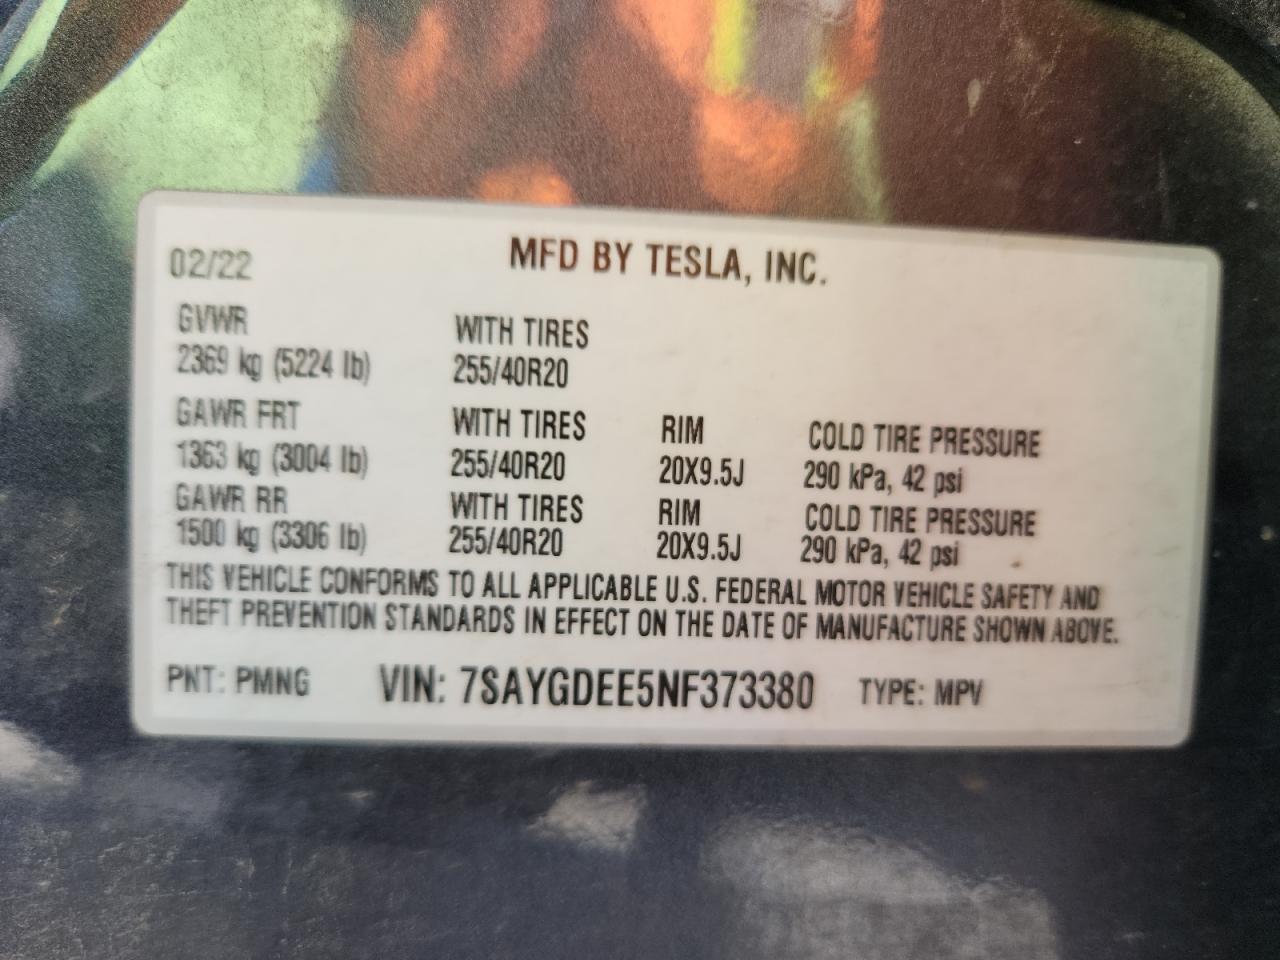 02/22 MFD BY TESLA, INC.
GVWR WITH TIRES
2369 kg (5224 lb) 255/40R20
GAWR FRT WITH TIRES RIM COLD TIRE PRESSURE
1363 kg (3004 lb) 255/40R20 20X9.5J 290 kPa, 42 psi
GAWR RR WITH TIRES RIM COLD TIRE PRESSURE
1500 kg (3306 lb) 255/40R20 20X9.5J 290 kPa, 42 psi
THIS VEHICLE CONFORMS TO ALL APPLICABLE U.S. FEDERAL MOTOR VEHICLE SAFETY AND
THEFT PREVENTION STANDARDS IN EFFECT ON THE DATE OF MANUFACTURE SHOWN ABOVE.
PNT: PMNG VIN: 7SAYGDEE5NF373380 TYPE: MPV